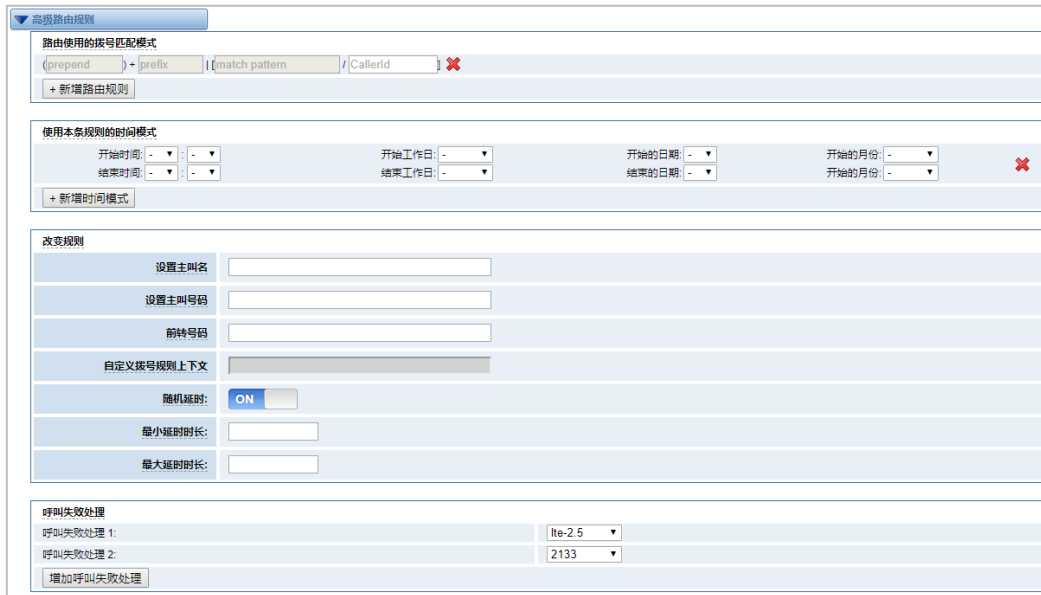 高级路由规则
路由使用的拨号匹配模式
(prepend ) + prefix | [match pattern / CallerId ]
+ 新增路由规则
使用本条规则的时间模式
开始时间: - : - 开始工作日: - 开始的日期: - 开始的月份: -
结束时间: - : - 结束工作日: - 结束的日期: - 开始的月份: -
+ 新增时间模式
改变规则
设置主叫名
设置主叫号码
前转号码
自定义拨号规则上下文
随机延时: ON
最小延时时长:
最大延时时长:
呼叫失败处理
呼叫失败处理 1: lte-2.5
呼叫失败处理 2: 2133
增加呼叫失败处理